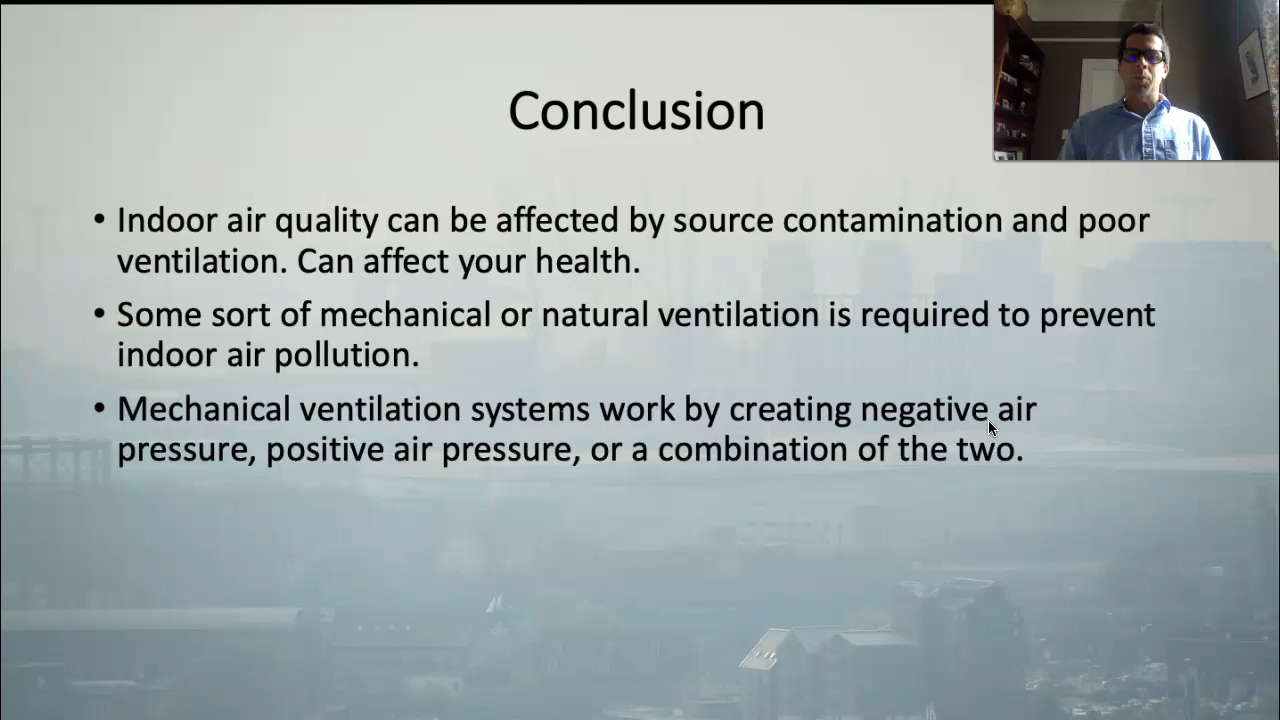 Conclusion
• Indoor air quality can be affected by source contamination and poor
ventilation. Can affect your health.
• Some sort of mechanical or natural ventilation is required to prevent
indoor air pollution.
• Mechanical ventilation systems work by creating negative air
pressure, positive air pressure, or a combination of the two.